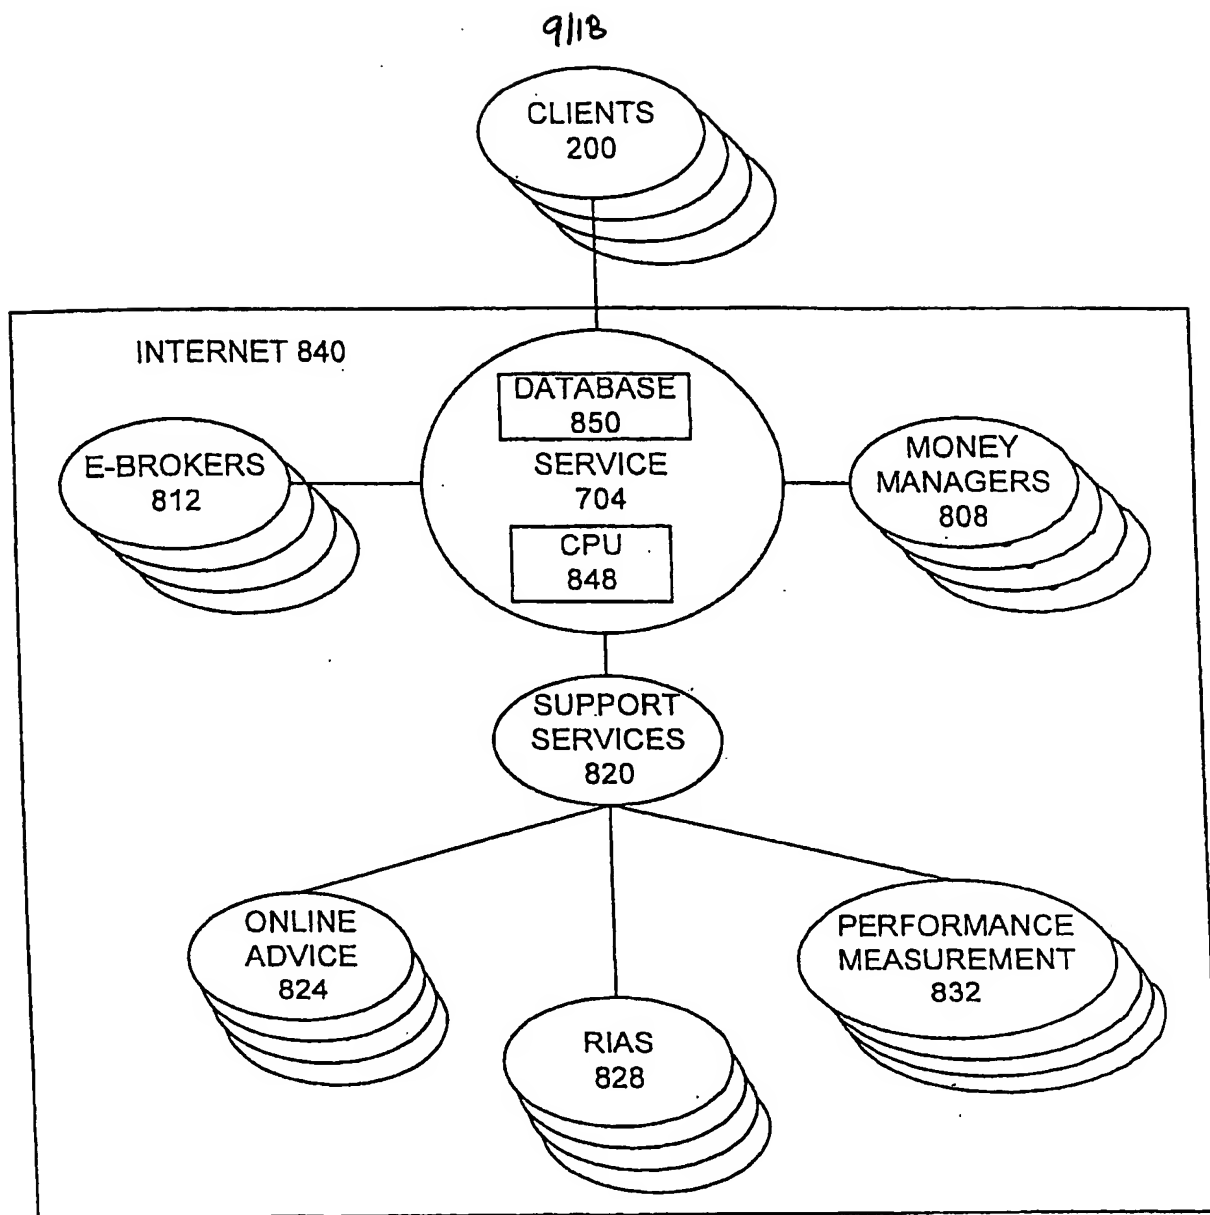 9/18
CLIENTS
200
INTERNET 840
DATABASE
850
SERVICE
704
CPU
848
E-BROKERS
812
MONEY
MANAGERS
808
SUPPORT
SERVICES
820
ONLINE
ADVICE
824
RIAS
828
PERFORMANCE
MEASUREMENT
832